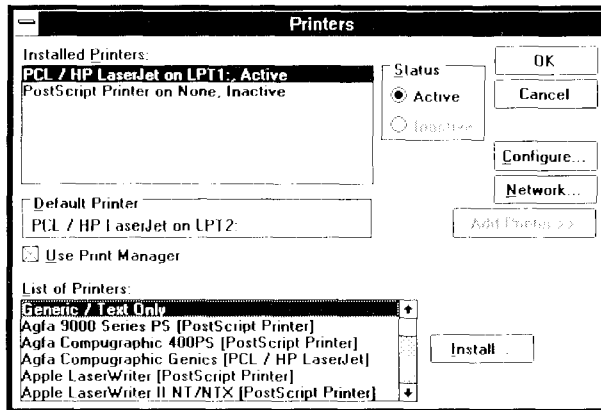 Printers
Installed Printers:
PCL / HP LaserJet on LPT1:, Active
PostScript Printer on None, Inactive
Status
Active
Inactive
OK
Cancel
Configure...
Network...
Add Printer >>
Default Printer
PCL / HP LaserJet on LPT2:
Use Print Manager
List of Printers:
Generic / Text Only
Agfa 9000 Series PS [PostScript Printer]
Agfa Compugraphic 400PS [PostScript Printer]
Agfa Compugraphic Genics [PCL / HP LaserJet]
Apple LaserWriter [PostScript Printer]
Apple LaserWriter II NT/NTX [PostScript Printer]
Install...